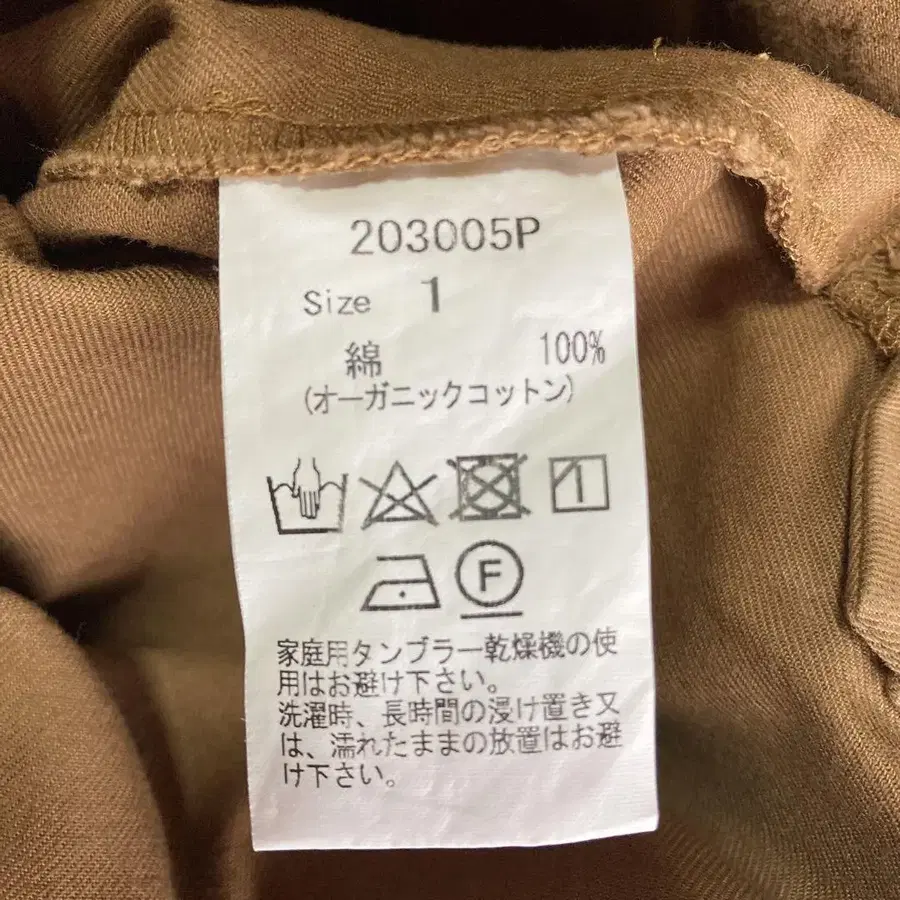 203005P
Size 1
綿 100%
(オーガニックコットン)
F
家庭用タンブラー乾燥機の使
用はお避け下さい。
洗濯時、長時間の浸け置き又
は、濡れたままの放置はお避
け下さい。